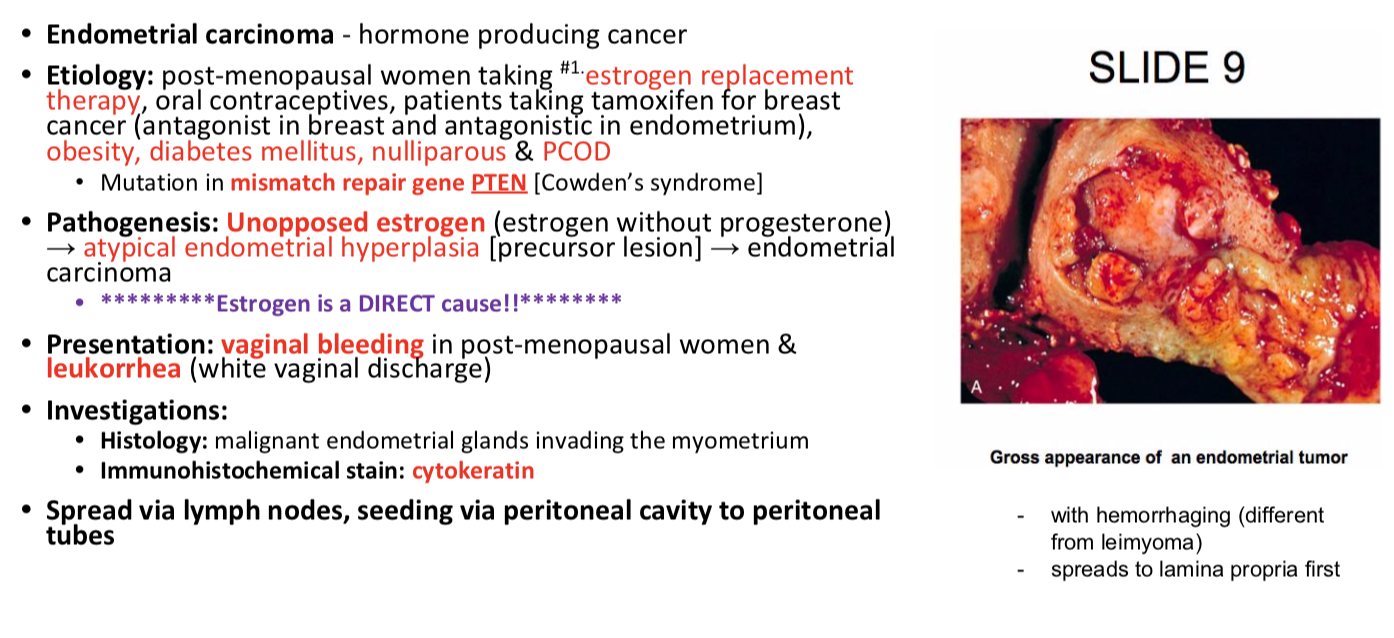 • Endometrial carcinoma - hormone producing cancer
• Etiology: post-menopausal women taking #1.estrogen replacement
therapy, oral contraceptives, patients taking tamoxifen for breast
cancer (antagonist in breast and antagonistic in endometrium),
obesity, diabetes mellitus, nulliparous & PCOD
• Mutation in mismatch repair gene PTEN [Cowden's syndrome]
• Pathogenesis: Unopposed estrogen (estrogen without progesterone)
→ atypical endometrial hyperplasia [precursor lesion] → endometrial
carcinoma
• *********Estrogen is a DIRECT cause!!********
• Presentation: vaginal bleeding in post-menopausal women &
leukorrhea (white vaginal discharge)
• Investigations:
• Histology: malignant endometrial glands invading the myometrium
• Immunohistochemical stain: cytokeratin
• Spread via lymph nodes, seeding via peritoneal cavity to peritoneal
tubes
SLIDE 9
A
Gross appearance of an endometrial tumor
- with hemorrhaging (different
from leimyoma)
- spreads to lamina propria first